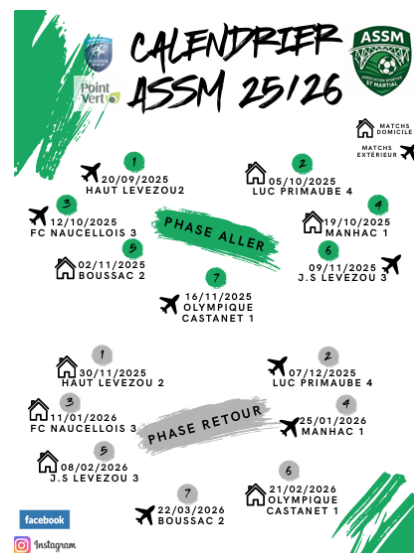 CALENDRIER
ASSM 25/26
Point
Vert
ASSM
ASSOCIATION SPORTIVE
ST MARTIAL
MATCHS
DOMICILE
MATCHS
EXTÉRIEUR
1
20/09/2025
HAUT LEVEZOU2
2
05/10/2025
LUC PRIMAUBE 4
3
12/10/2025
FC NAUCELLOIS 3
4
19/10/2025
MANHAC 1
PHASE ALLER
5
02/11/2025
BOUSSAC 2
6
09/11/2025
J.S LEVEZOU 3
7
16/11/2025
OLYMPIQUE
CASTANET 1
1
30/11/2025
HAUT LEVEZOU 2
2
07/12/2025
LUC PRIMAUBE 4
3
11/01/2026
FC NAUCELLOIS 3
4
25/01/2026
MANHAC 1
PHASE RETOUR
5
08/02/2026
J.S LEVEZOU 3
6
21/02/2026
OLYMPIQUE
CASTANET 1
7
22/03/2026
BOUSSAC 2
facebook
Instagram